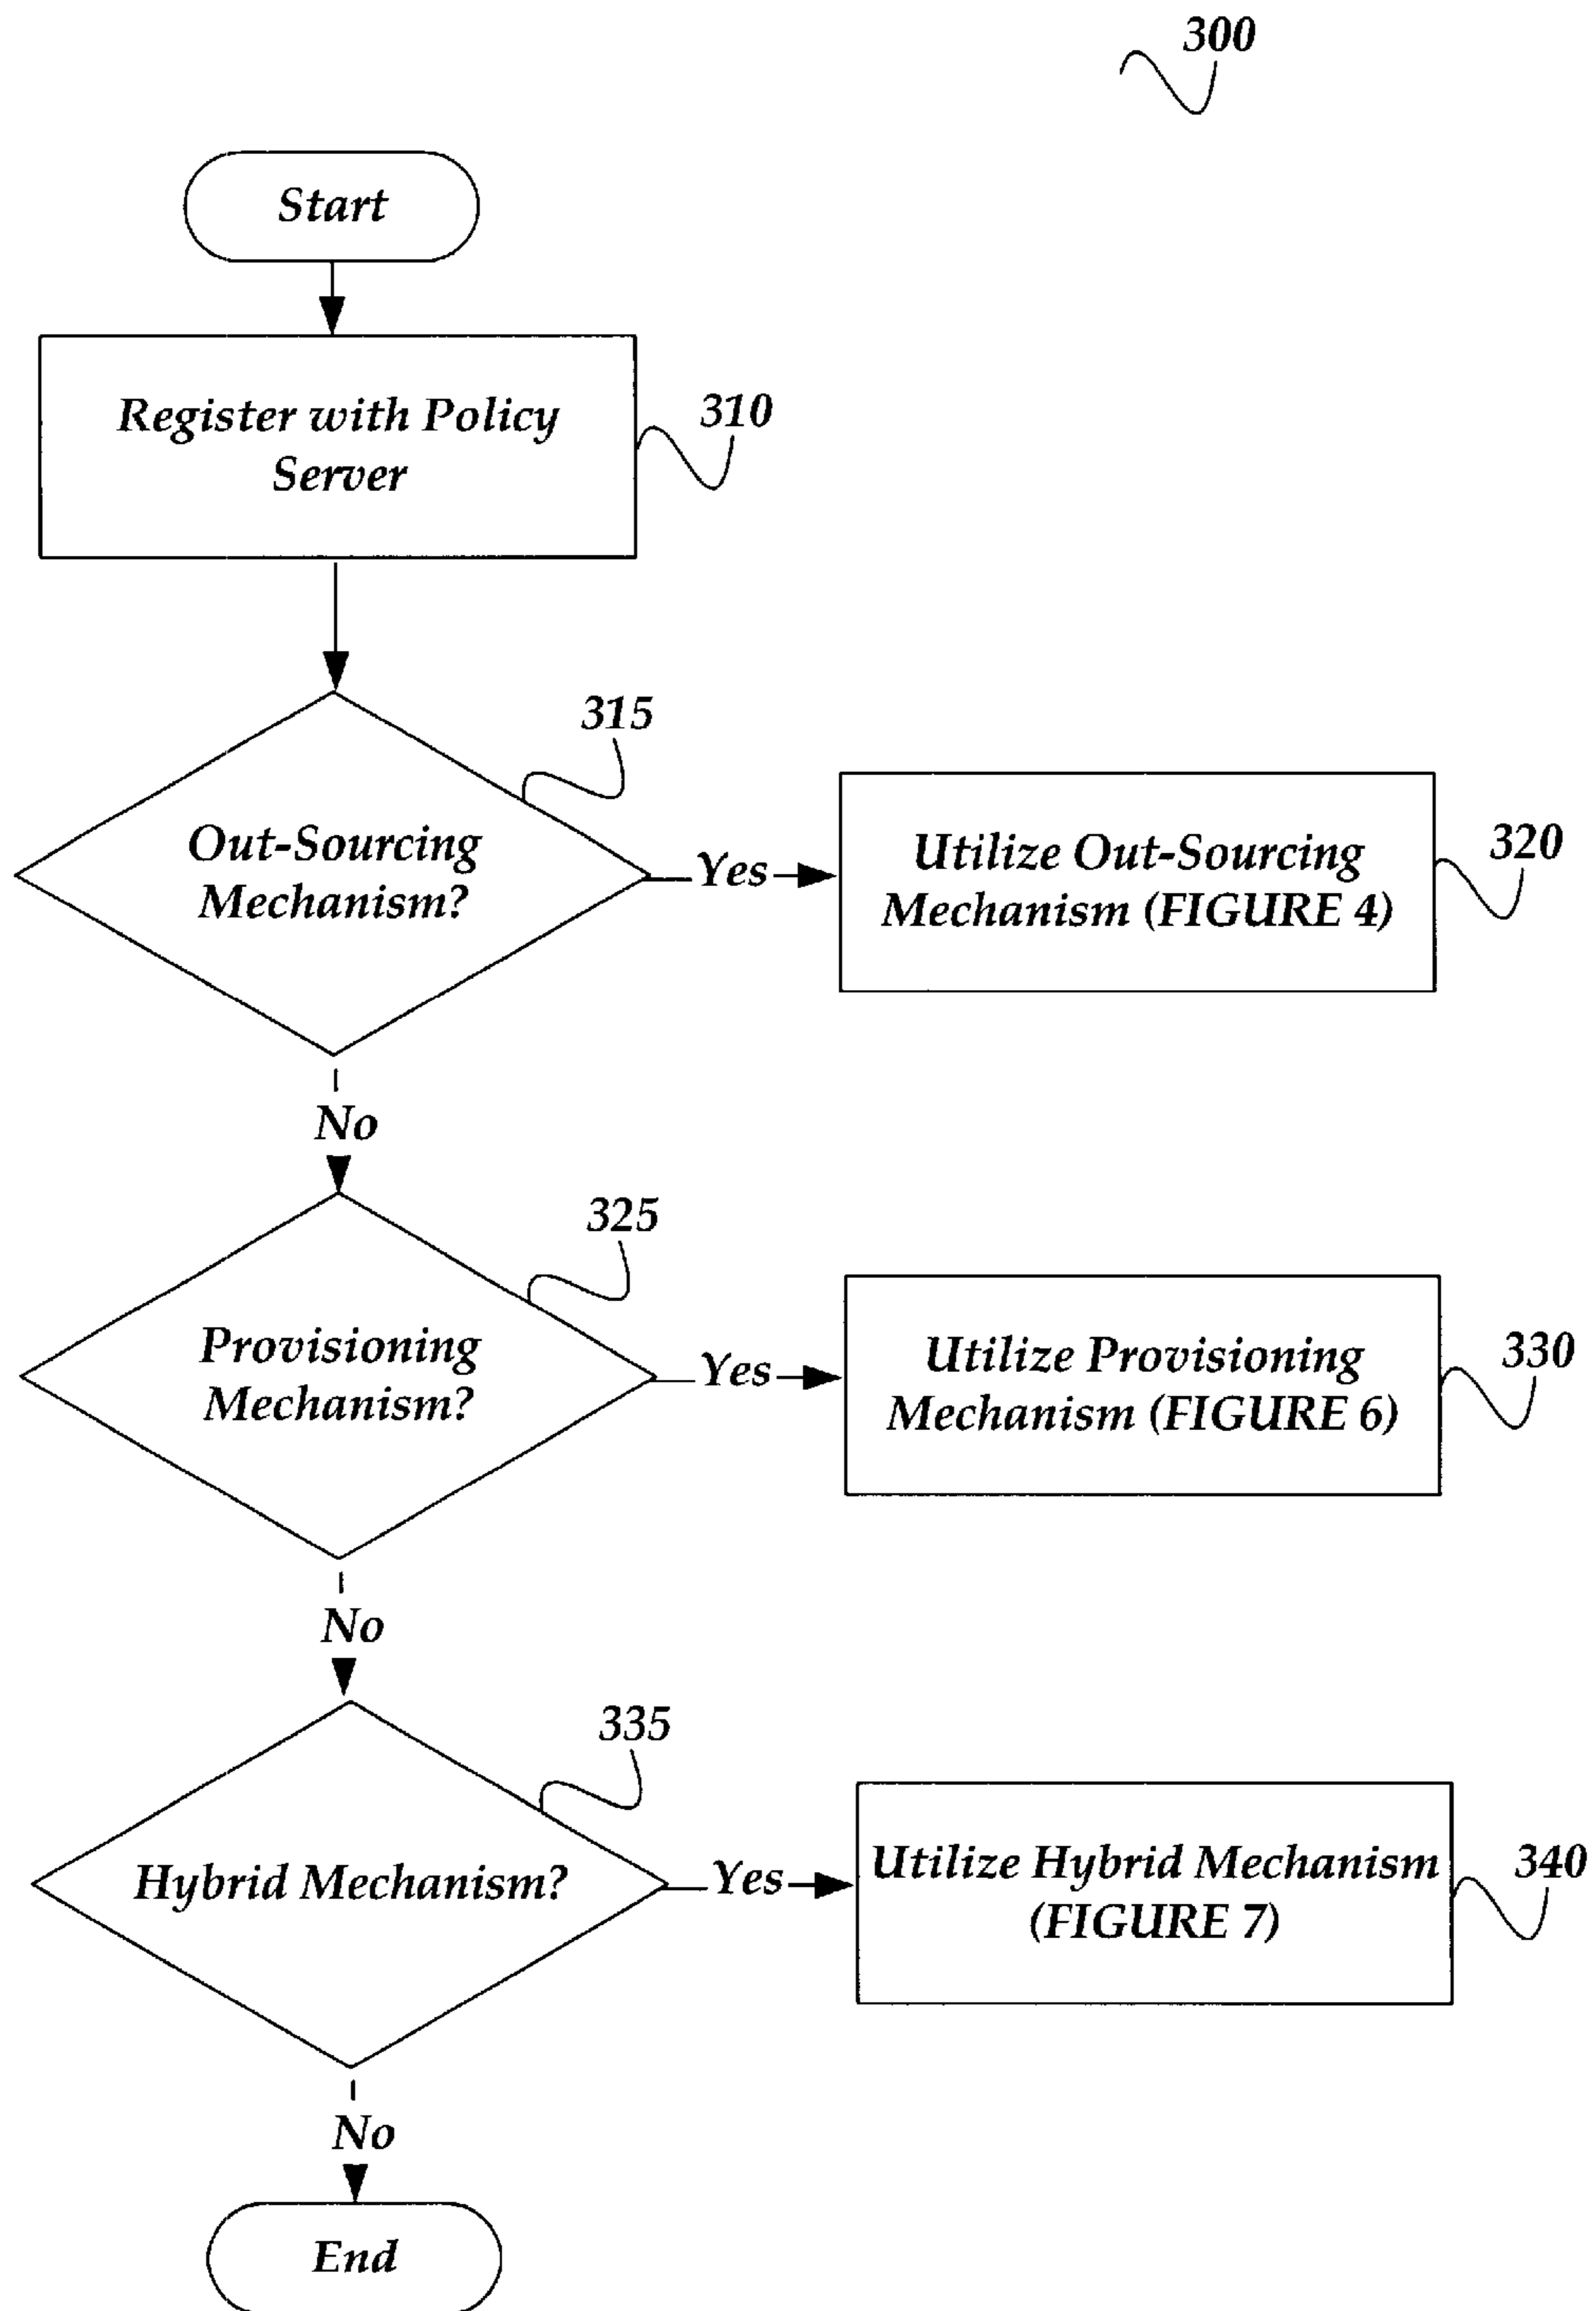 300
Start
Register with Policy
Server
310
315
Out-Sourcing
Mechanism?
Yes
Utilize Out-Sourcing
Mechanism (FIGURE 4)
320
No
325
Provisioning
Mechanism?
Yes
Utilize Provisioning
Mechanism (FIGURE 6)
330
No
335
Hybrid Mechanism?
Yes
Utilize Hybrid Mechanism
(FIGURE 7)
340
No
End